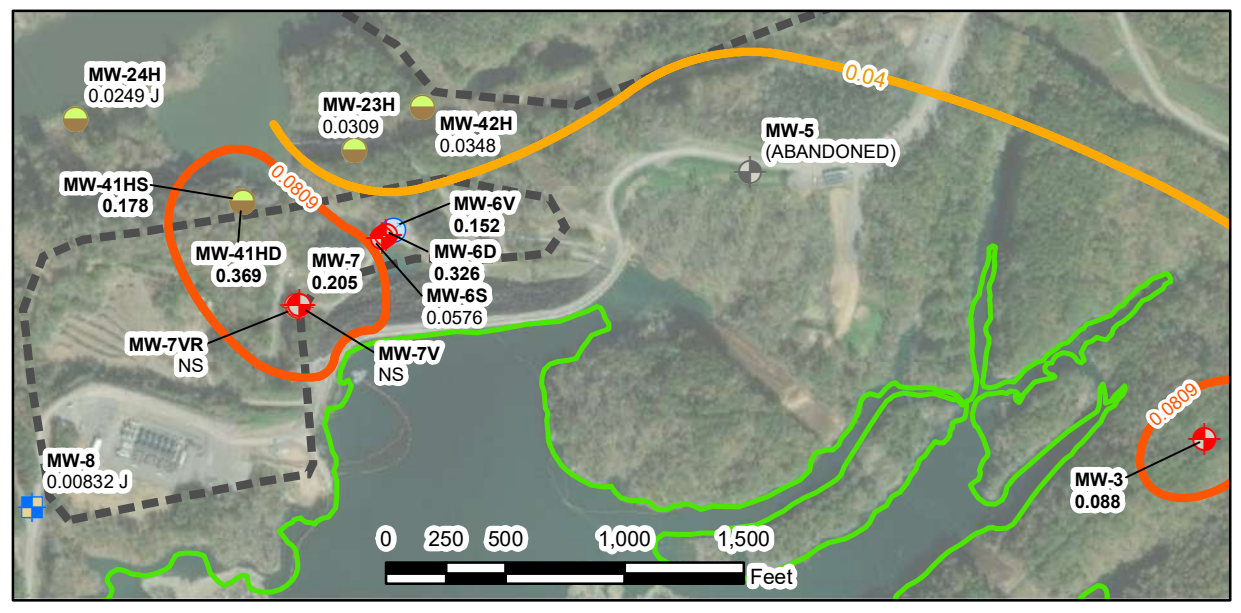 MW-24H
0.0249 J
MW-23H
0.0309
MW-42H
0.0348
0.04
MW-5
(ABANDONED)
MW-41HS
0.178
0.0809
MW-6V
0.152
MW-41HD
0.369
MW-7
0.205
MW-6D
0.326
MW-6S
0.0576
MW-7VR
NS
MW-7V
NS
0.0809
MW-3
0.088
MW-8
0.00832 J
0 250 500 1,000 1,500
Feet